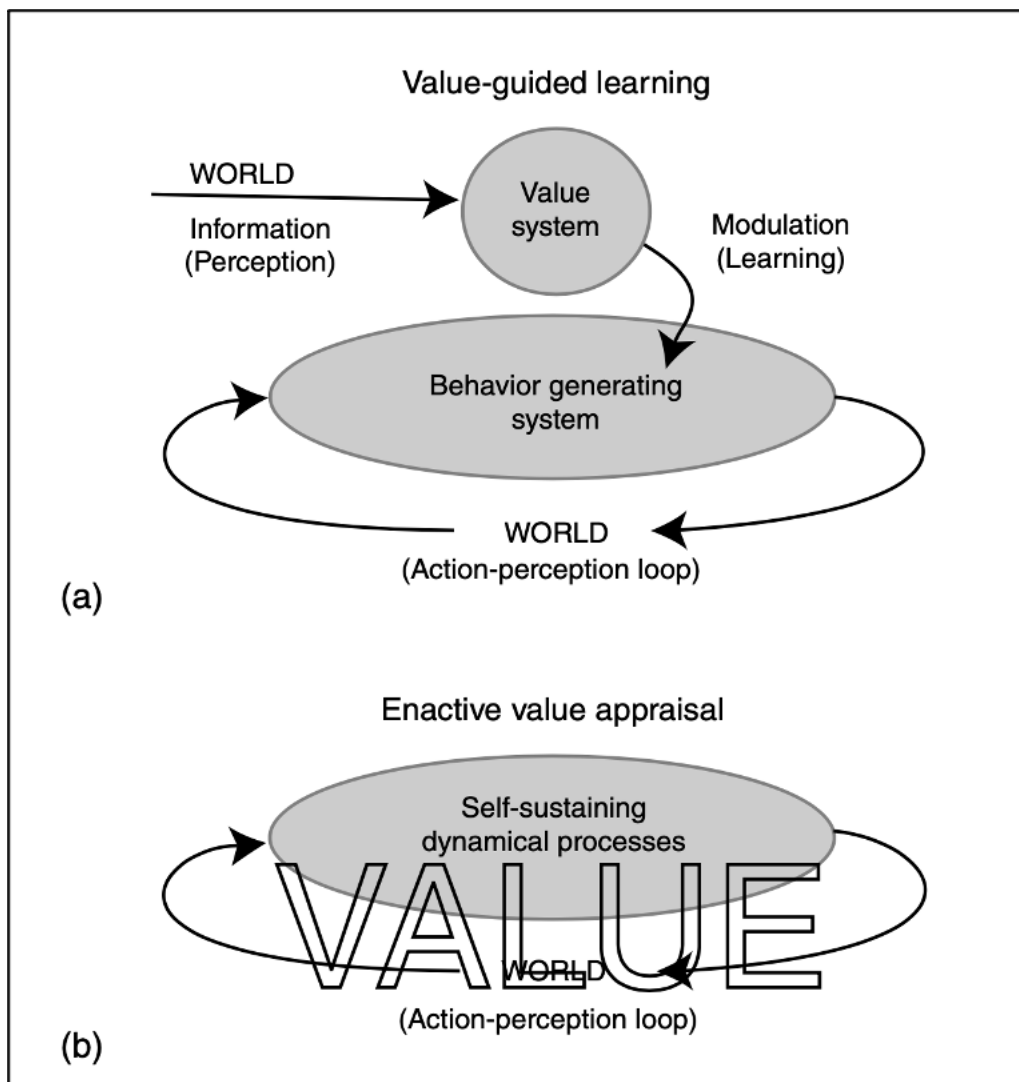 Value-guided learning
WORLD
Information
(Perception)
Value
system
Modulation
(Learning)
Behavior generating
system
WORLD
(Action-perception loop)
(a)
Enactive value appraisal
Self-sustaining
dynamical processes
VALUE
WORLD
(Action-perception loop)
(b)